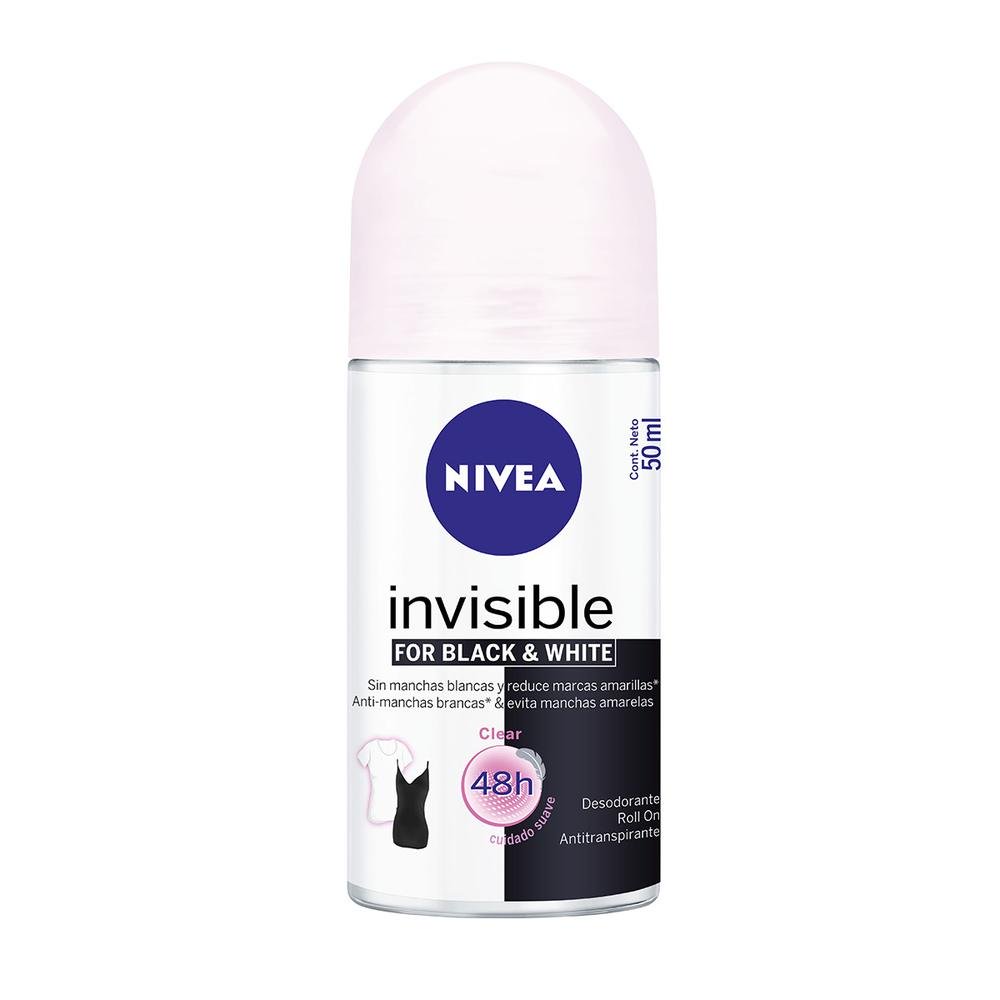 NIVEA
Cont. Neto
50 ml
invisible
FOR BLACK & WHITE
Sin manchas blancas y reduce marcas amarillas*
Anti-manchas brancas* & evita manchas amarelas
Clear
48h
cuidado suave
Desodorante
Roll On
Antitranspirante